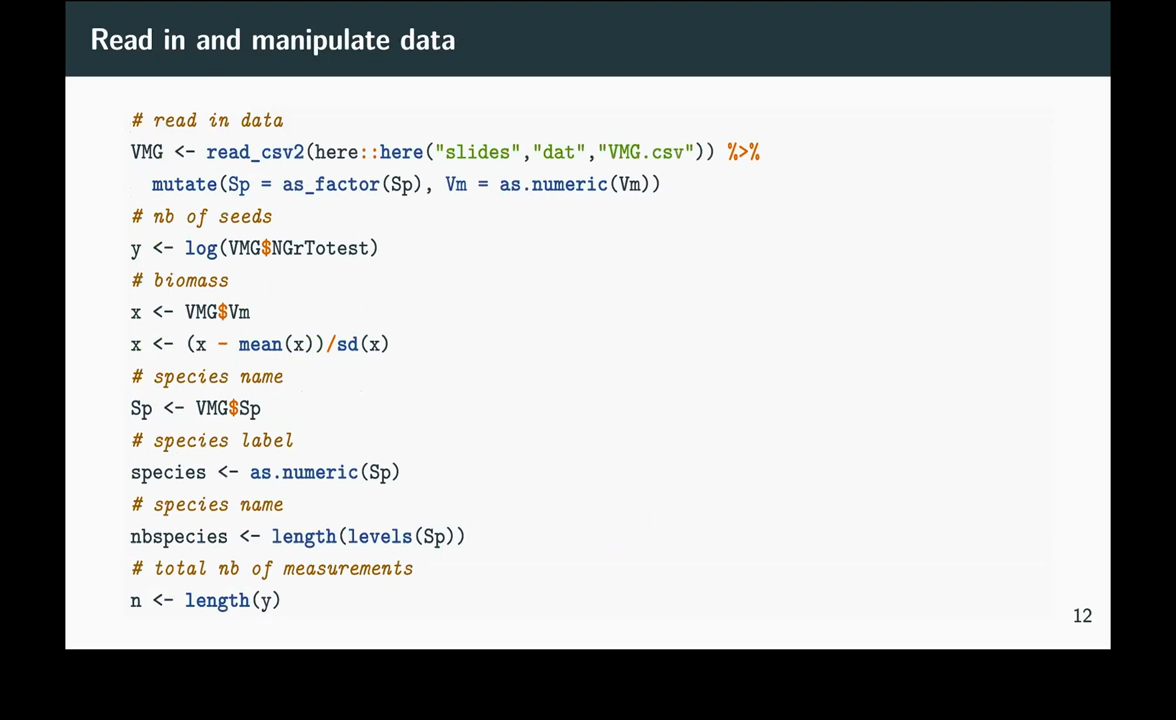 Read in and manipulate data
# read in data
VMG <- read_csv2(here::here("slides","dat","VMG.csv")) %>%
mutate(Sp = as_factor(Sp), Vm = as.numeric(Vm))
# nb of seeds
y <- log(VMG$NGrTotest)
# biomass
x <- VMG$Vm
x <- (x - mean(x))/sd(x)
# species name
Sp <- VMG$Sp
# species label
species <- as.numeric(Sp)
# species name
nbspecies <- length(levels(Sp))
# total nb of measurements
n <- length(y)
12